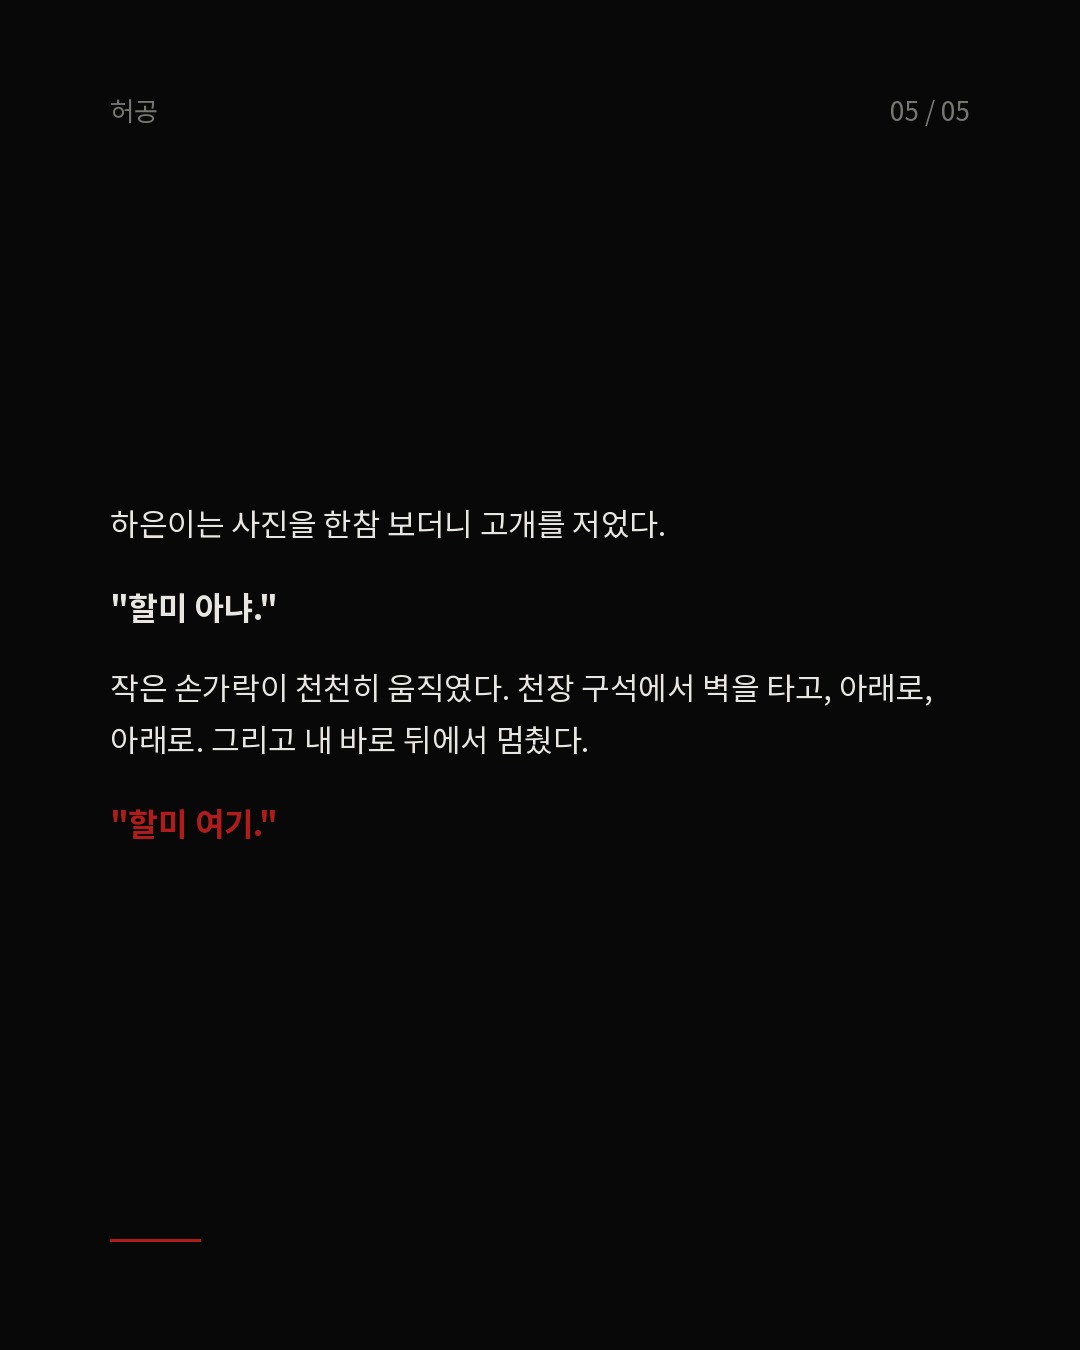 허공
05 / 05
하은이는 사진을 한참 보더니 고개를 저었다.
"할미 아냐."
작은 손가락이 천천히 움직였다. 천장 구석에서 벽을 타고, 아래로,
아래로. 그리고 내 바로 뒤에서 멈췄다.
"할미 여기."